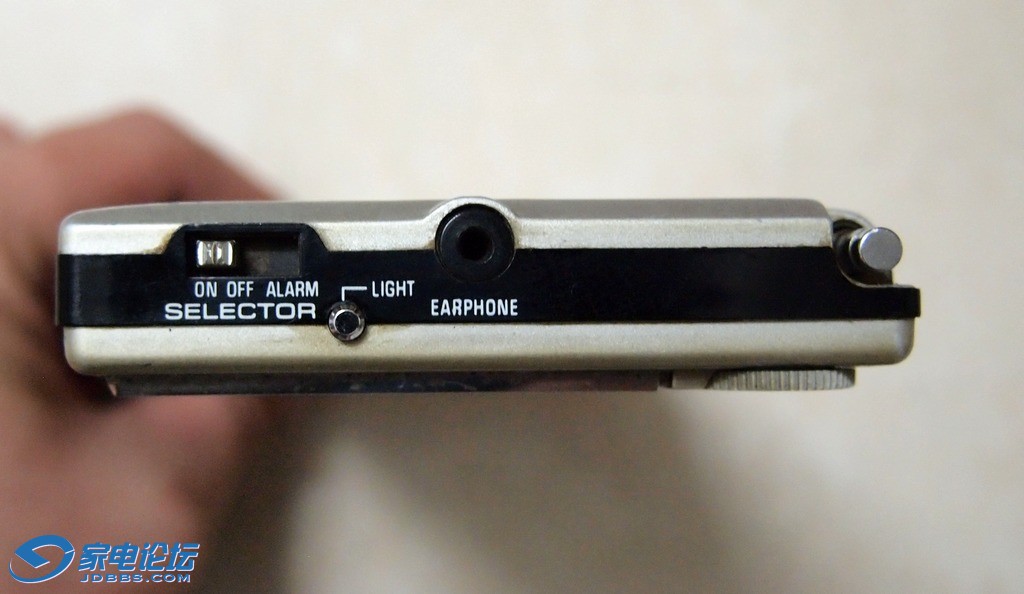 ON OFF ALARM
SELECTOR
LIGHT
EARPHONE
家电论坛
JDBBS.COM